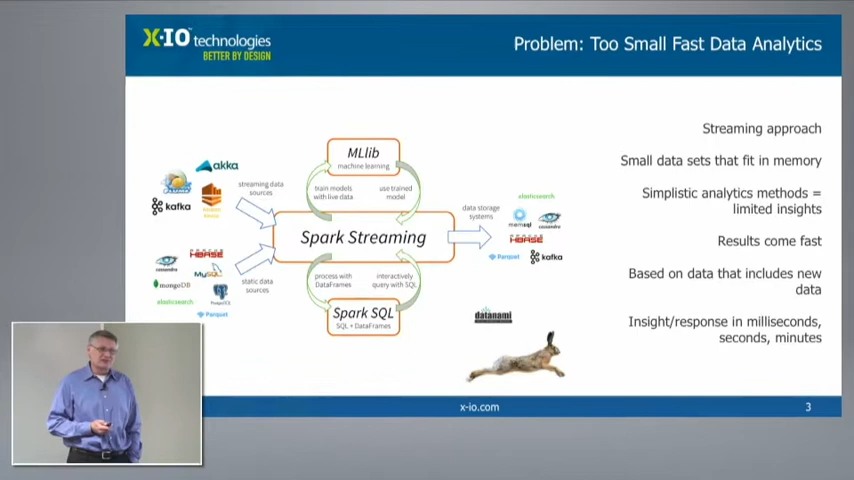 X-IO technologies
BETTER BY DESIGN
Problem: Too Small Fast Data Analytics
Streaming approach
Small data sets that fit in memory
Simplistic analytics methods =
limited insights
Results come fast
Based on data that includes new
data
Insight/response in milliseconds,
seconds, minutes
MLlib
machine learning
train models
with live data
use trained
model
akka
kafka
streaming data
sources
Spark Streaming
data storage
systems
elasticsearch
memsql
cassandra
HBASE
Parquet
kafka
cassandra
HBASE
MySQL
mongoDB
PostgreSQL
elasticsearch
Parquet
static data
sources
process with
DataFrames
interactively
query with SQL
Spark SQL
SQL + DataFrames
datanami
x-io.com
3